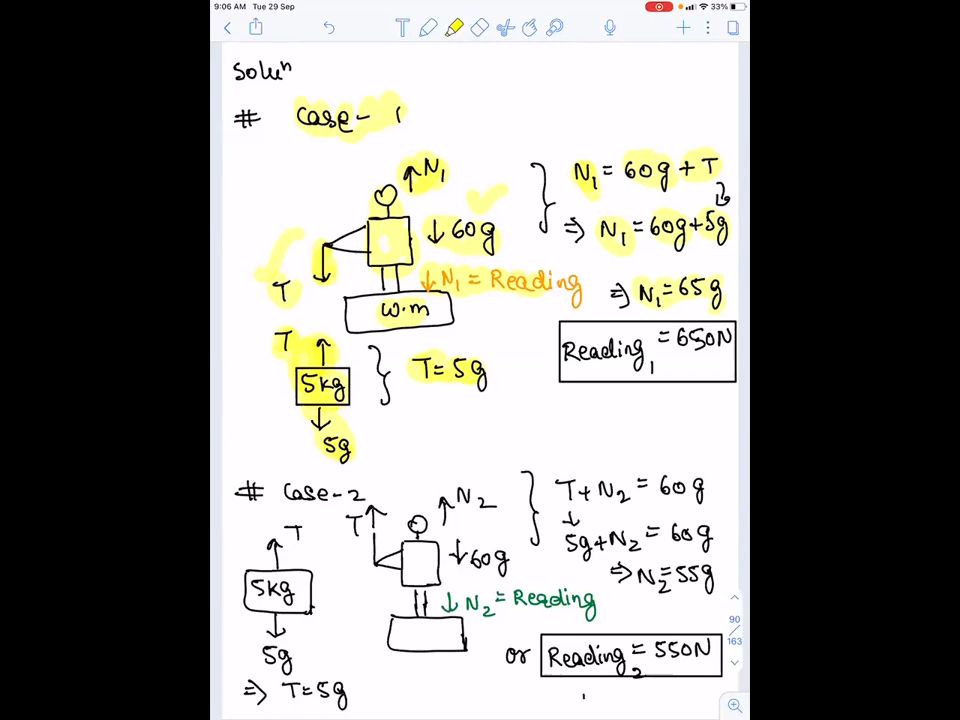 9:06 AM Tue 29 Sep
33%
Soluⁿ
# Case - 1
↑N₁
N₁ = 60g + T
↓ 60g
⇒ N₁ = 60g + 5g
T
↓ N₁ = Reading
⇒ N₁ = 65g
W.m
Reading₁ = 650N
T
T = 5g
5kg
5g
# Case - 2
T
↑N₂
T + N₂ = 60g
T
5g + N₂ = 60g
↓60g
5kg
⇒ N₂ = 55g
↓ N₂ = Reading
90
/
163
5g
or Reading₂ = 550N
⇒ T = 5g